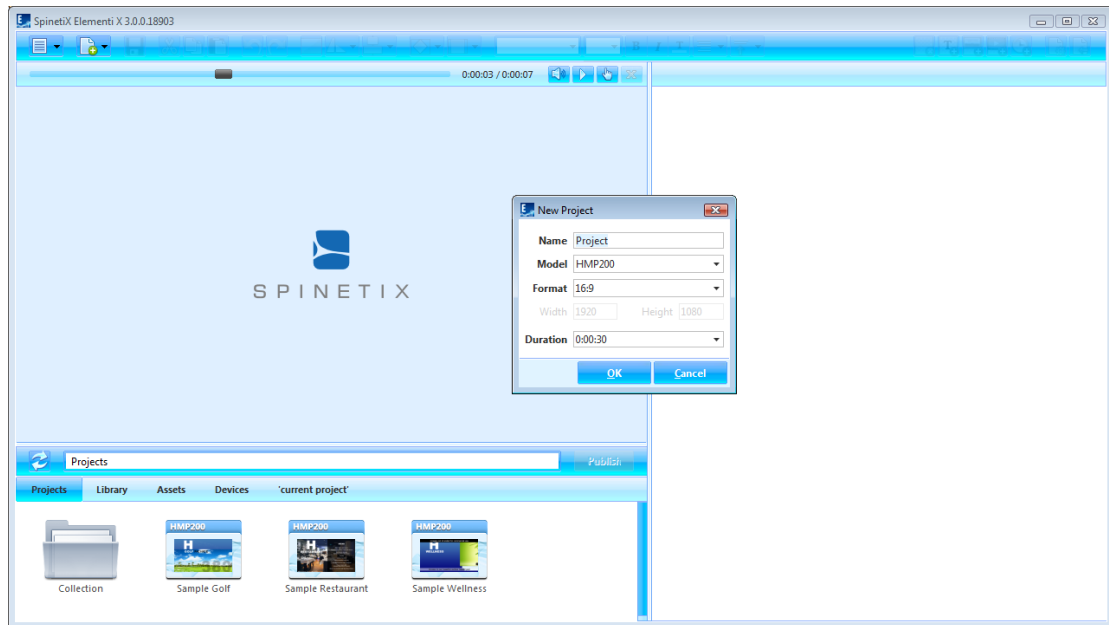 SpinetiX Elementi X 3.0.0.18903
B I T
0:00:03 / 0:00:07
SPINETIX
New Project
Name Project
Model HMP200
Format 16:9
Width 1920 Height 1080
Duration 0:00:30
OK Cancel
Projects Publish
Projects Library Assets Devices 'current project'
HMP200 HMP200 HMP200
H H H
Collection Sample Golf Sample Restaurant Sample Wellness